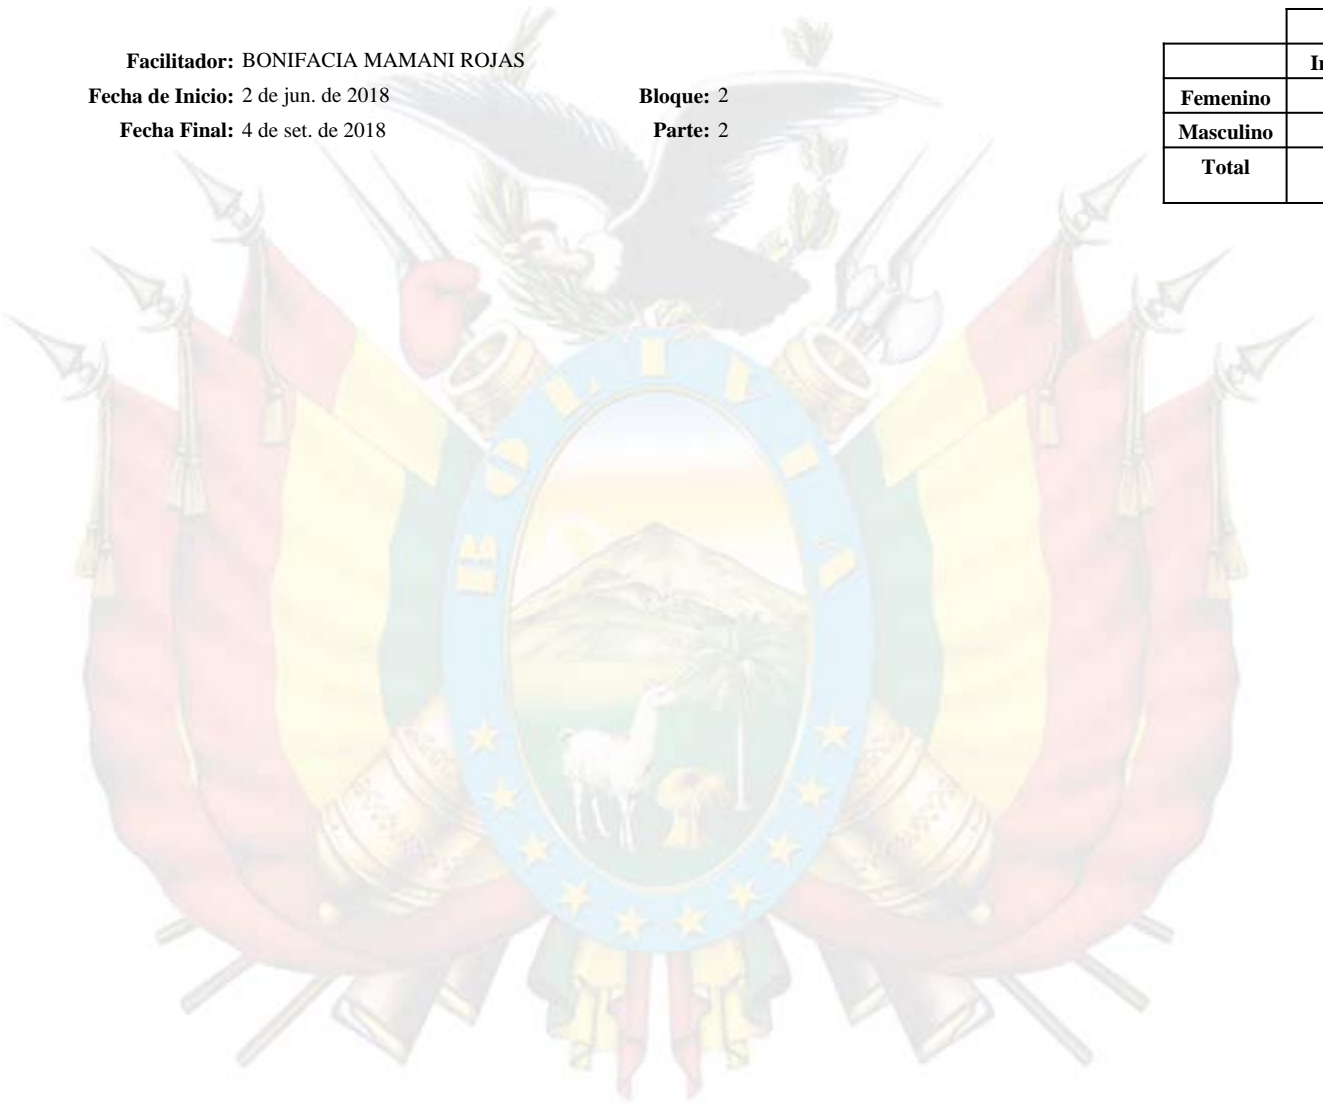 Facilitador: BONIFACIA MAMANI ROJAS
Fecha de Inicio: 2 de jun. de 2018 Bloque: 2
Fecha Final: 4 de set. de 2018 Parte: 2
Femenino
Masculino
Total
BOLIVIA